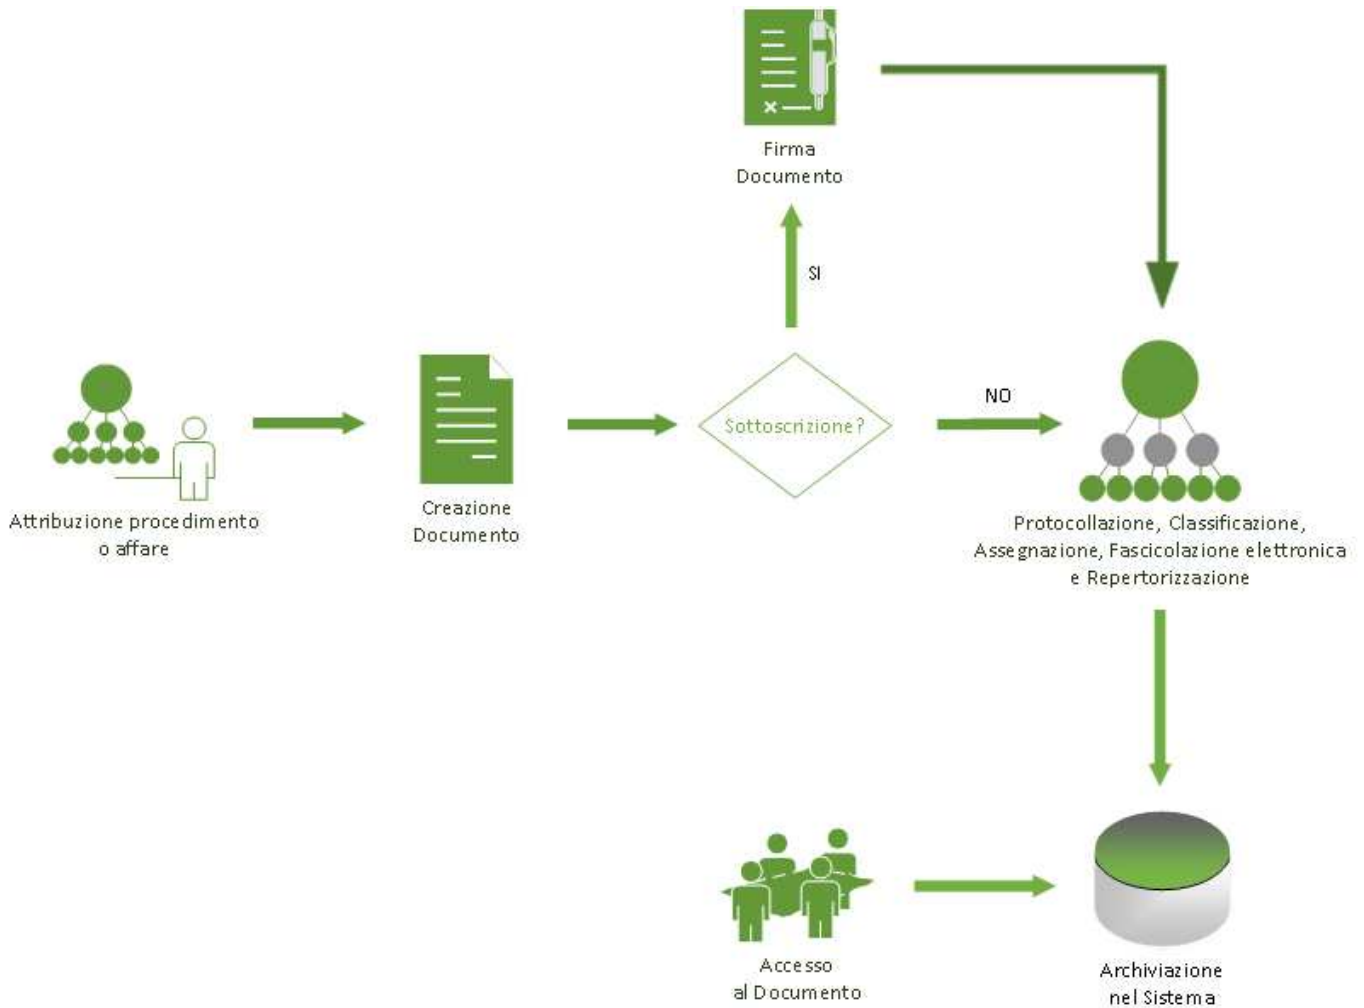 Firma
Documento
SI
Sottoscrizione?
NO
Attribuzione procedimento
o affare
Creazione
Documento
Protocollazione, Classificazione,
Assegnazione, Fascicolazione elettronica
e Repertorizzazione
Accesso
al Documento
Archiviazione
nel Sistema